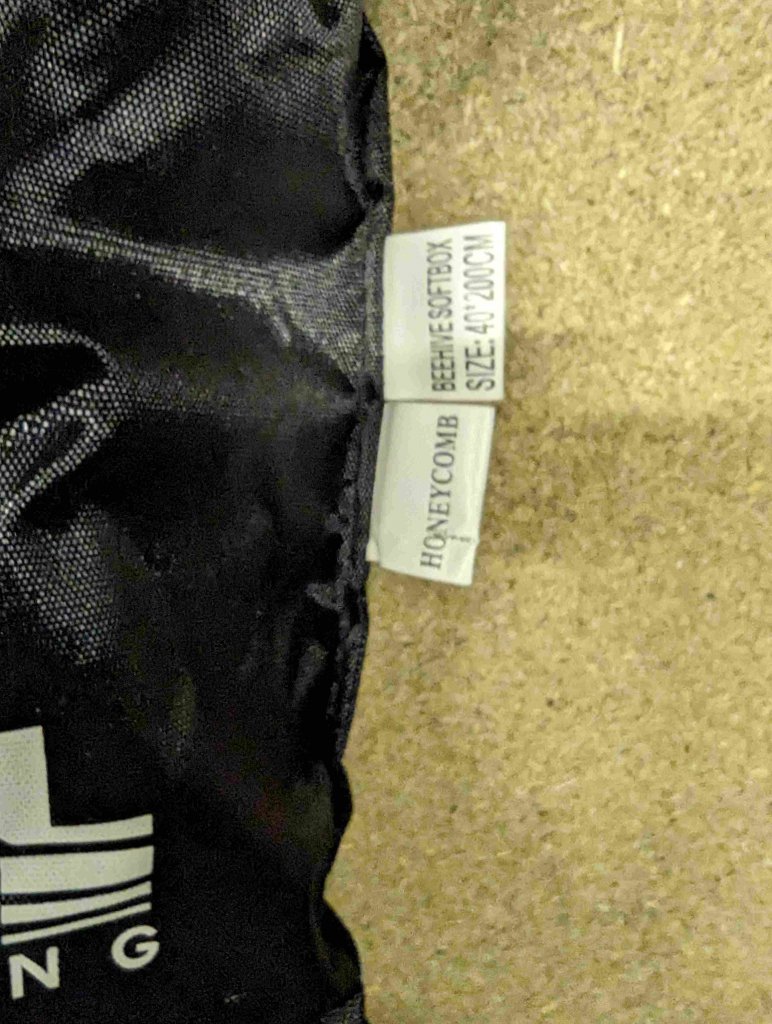 BEEHIVE SOFTBOX
SIZE: 40*200CM
HONEYCOMB
N G